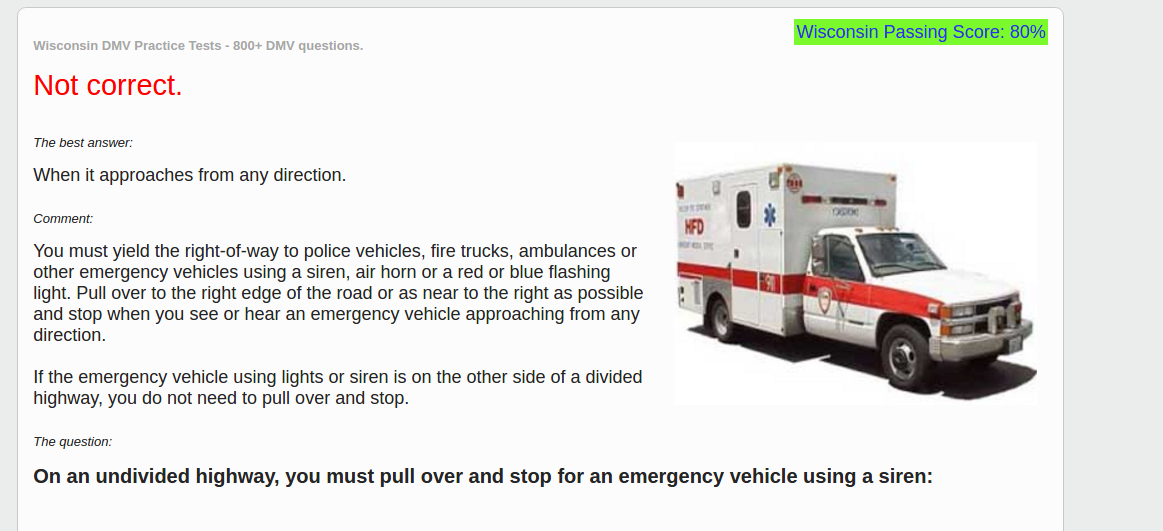 Wisconsin DMV Practice Tests - 800+ DMV questions.
Wisconsin Passing Score: 80%
Not correct.
The best answer:
When it approaches from any direction.
Comment:
You must yield the right-of-way to police vehicles, fire trucks, ambulances or
other emergency vehicles using a siren, air horn or a red or blue flashing
light. Pull over to the right edge of the road or as near to the right as possible
and stop when you see or hear an emergency vehicle approaching from any
direction.
If the emergency vehicle using lights or siren is on the other side of a divided
highway, you do not need to pull over and stop.
HFD
The question:
On an undivided highway, you must pull over and stop for an emergency vehicle using a siren: